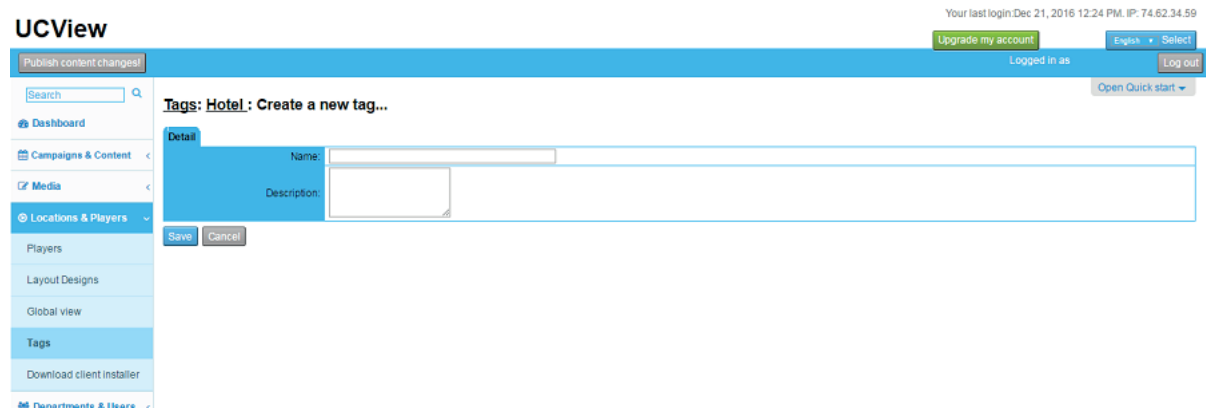 Your last login:Dec 21, 2016 12:24 PM. IP: 74.62.34.59
UCView
Upgrade my account
English Select
Publish content changes!
Logged in as
Log out
Search
Open Quick start
Tags: Hotel : Create a new tag...
Dashboard
Detail
Campaigns & Content
Name:
Media
Description:
Locations & Players
Save Cancel
Players
Layout Designs
Global view
Tags
Download client installer
Departments & Users